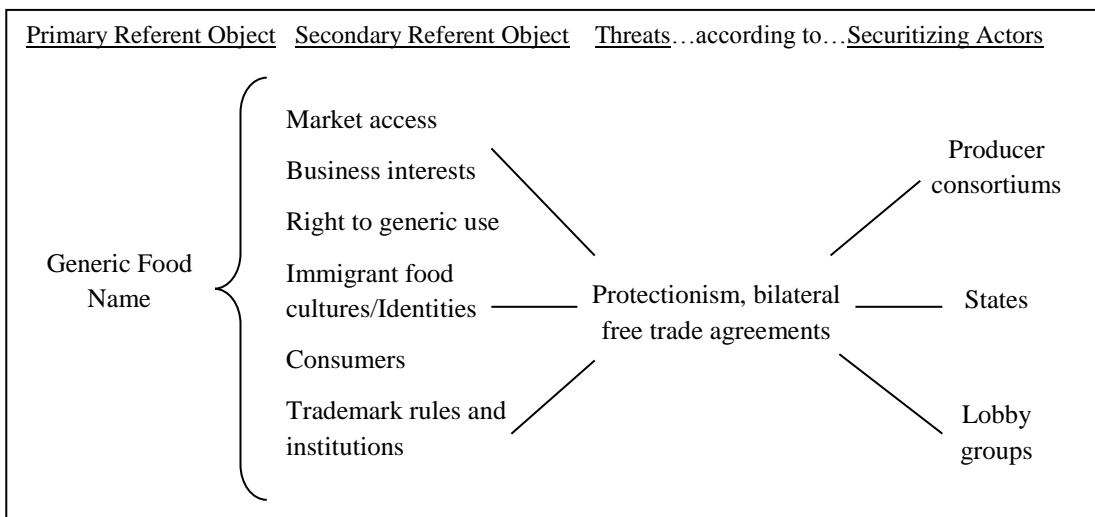 Primary Referent Object Secondary Referent Object Threats…according to…Securitizing Actors
Generic Food
Name
Market access
Business interests
Right to generic use
Immigrant food
cultures/Identities
Consumers
Trademark rules and
institutions
Protectionism, bilateral
free trade agreements
Producer
consortiums
States
Lobby
groups